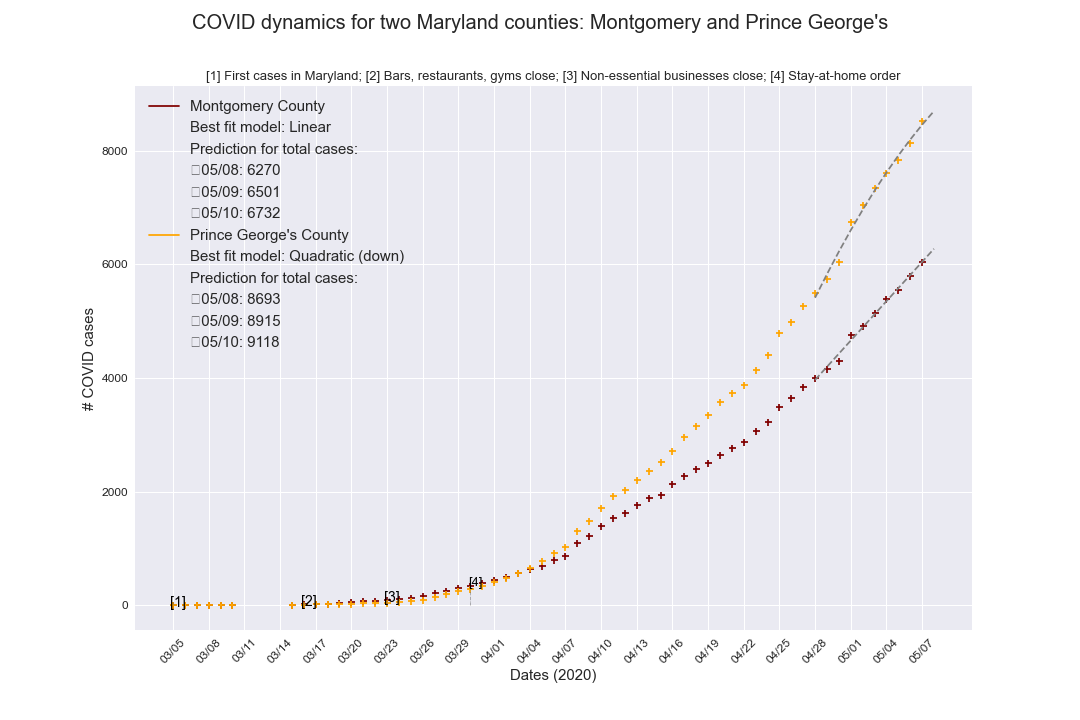 COVID dynamics for two Maryland counties: Montgomery and Prince George's
[1] First cases in Maryland; [2] Bars, restaurants, gyms close; [3] Non-essential businesses close; [4] Stay-at-home order
Montgomery County
Best fit model: Linear
Prediction for total cases:
05/08: 6270
05/09: 6501
05/10: 6732
Prince George's County
Best fit model: Quadratic (down)
Prediction for total cases:
05/08: 8693
05/09: 8915
05/10: 9118
# COVID cases
8000
6000
4000
2000
0
[1]
[2]
[3]
[4]
03/05 03/08 03/11 03/14 03/17 03/20 03/23 03/26 03/29 04/01 04/04 04/07 04/10 04/13 04/16 04/19 04/22 04/25 04/28 05/01 05/04 05/07
Dates (2020)